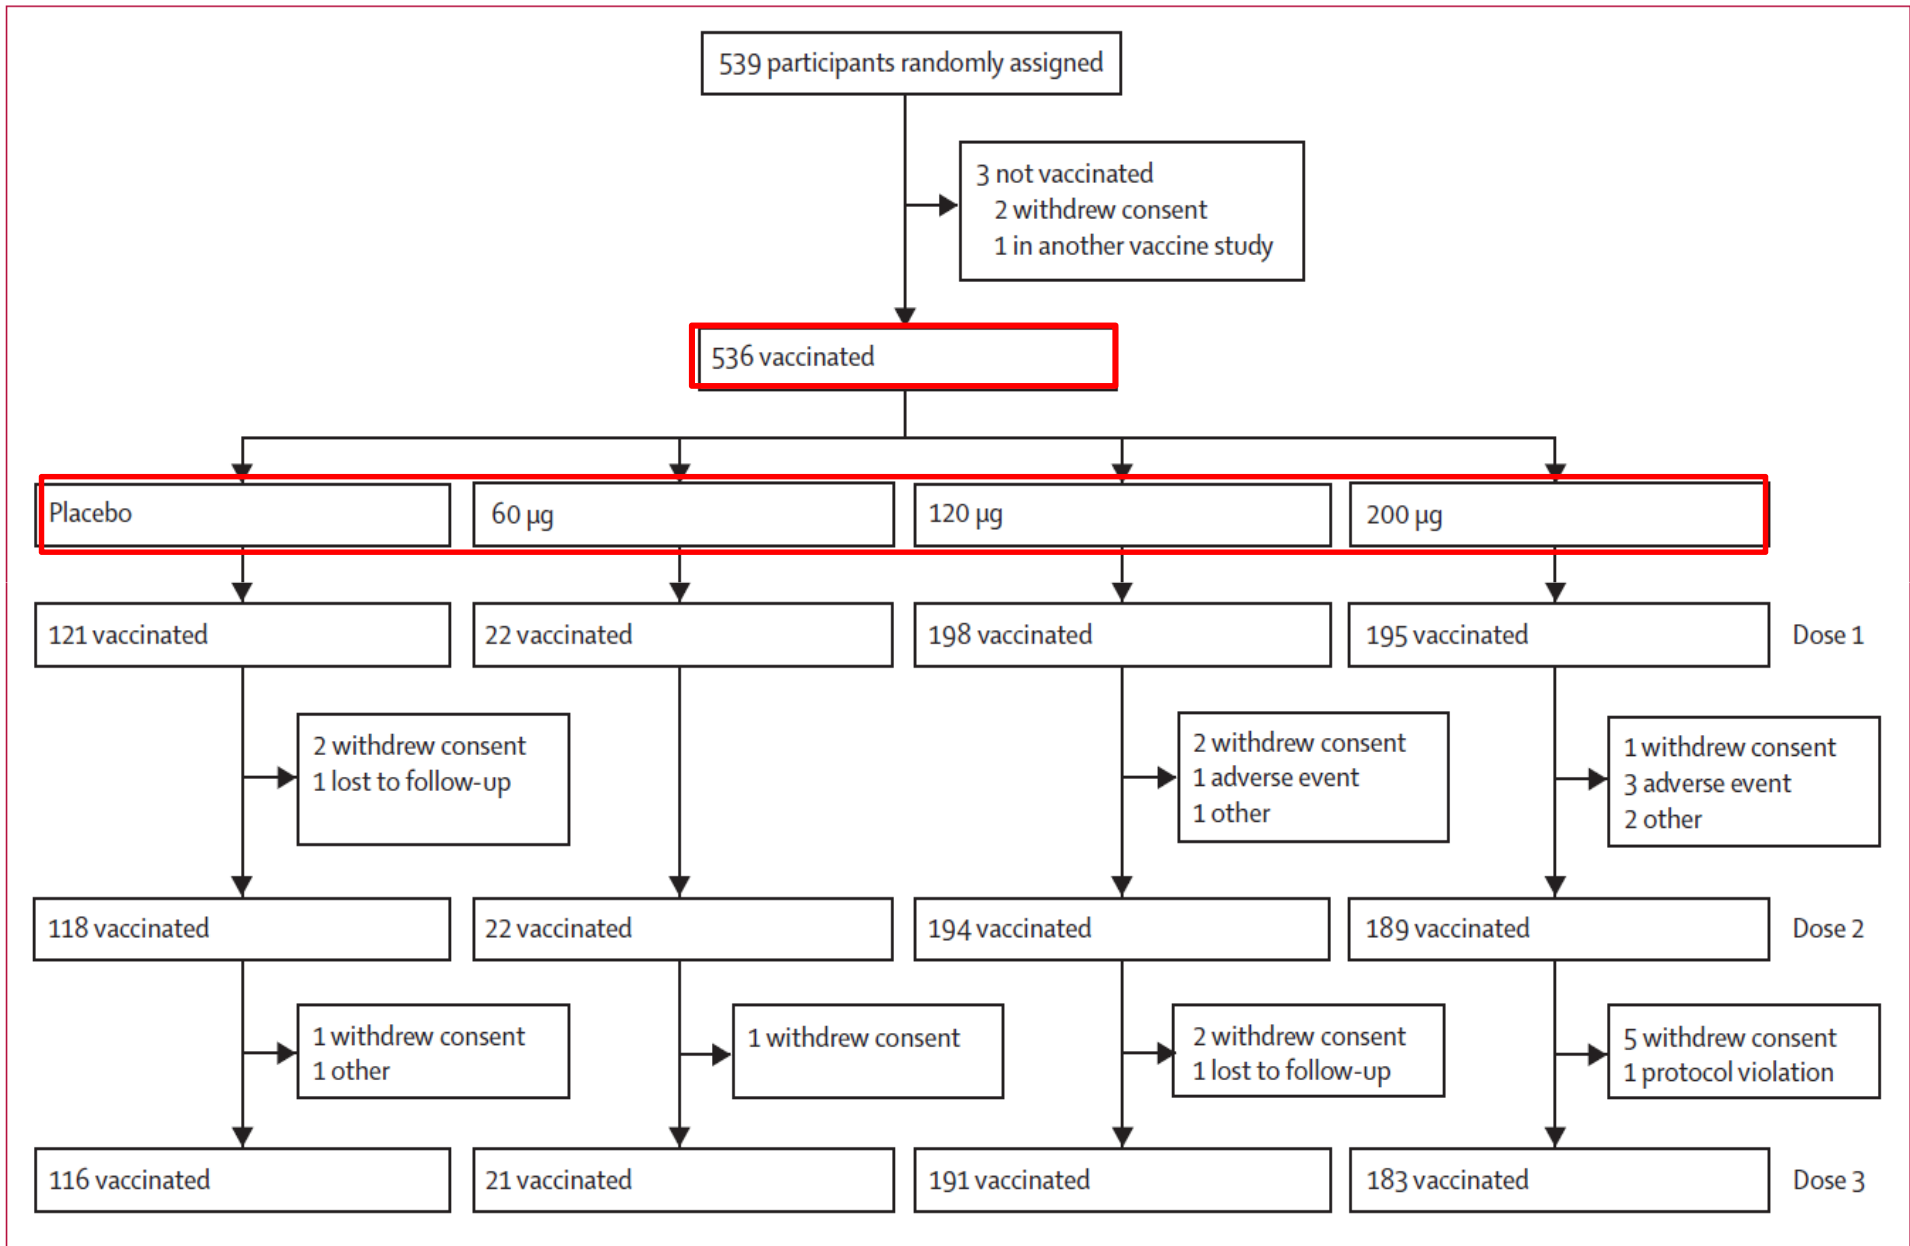 539 participants randomly assigned
3 not vaccinated
2 withdrew consent
1 in another vaccine study
536 vaccinated
Placebo
60 µg
120 µg
200 µg
121 vaccinated
22 vaccinated
198 vaccinated
195 vaccinated
Dose 1
2 withdrew consent
1 lost to follow-up
2 withdrew consent
1 adverse event
1 other
1 withdrew consent
3 adverse event
2 other
118 vaccinated
22 vaccinated
194 vaccinated
189 vaccinated
Dose 2
1 withdrew consent
1 other
1 withdrew consent
2 withdrew consent
1 lost to follow-up
5 withdrew consent
1 protocol violation
116 vaccinated
21 vaccinated
191 vaccinated
183 vaccinated
Dose 3